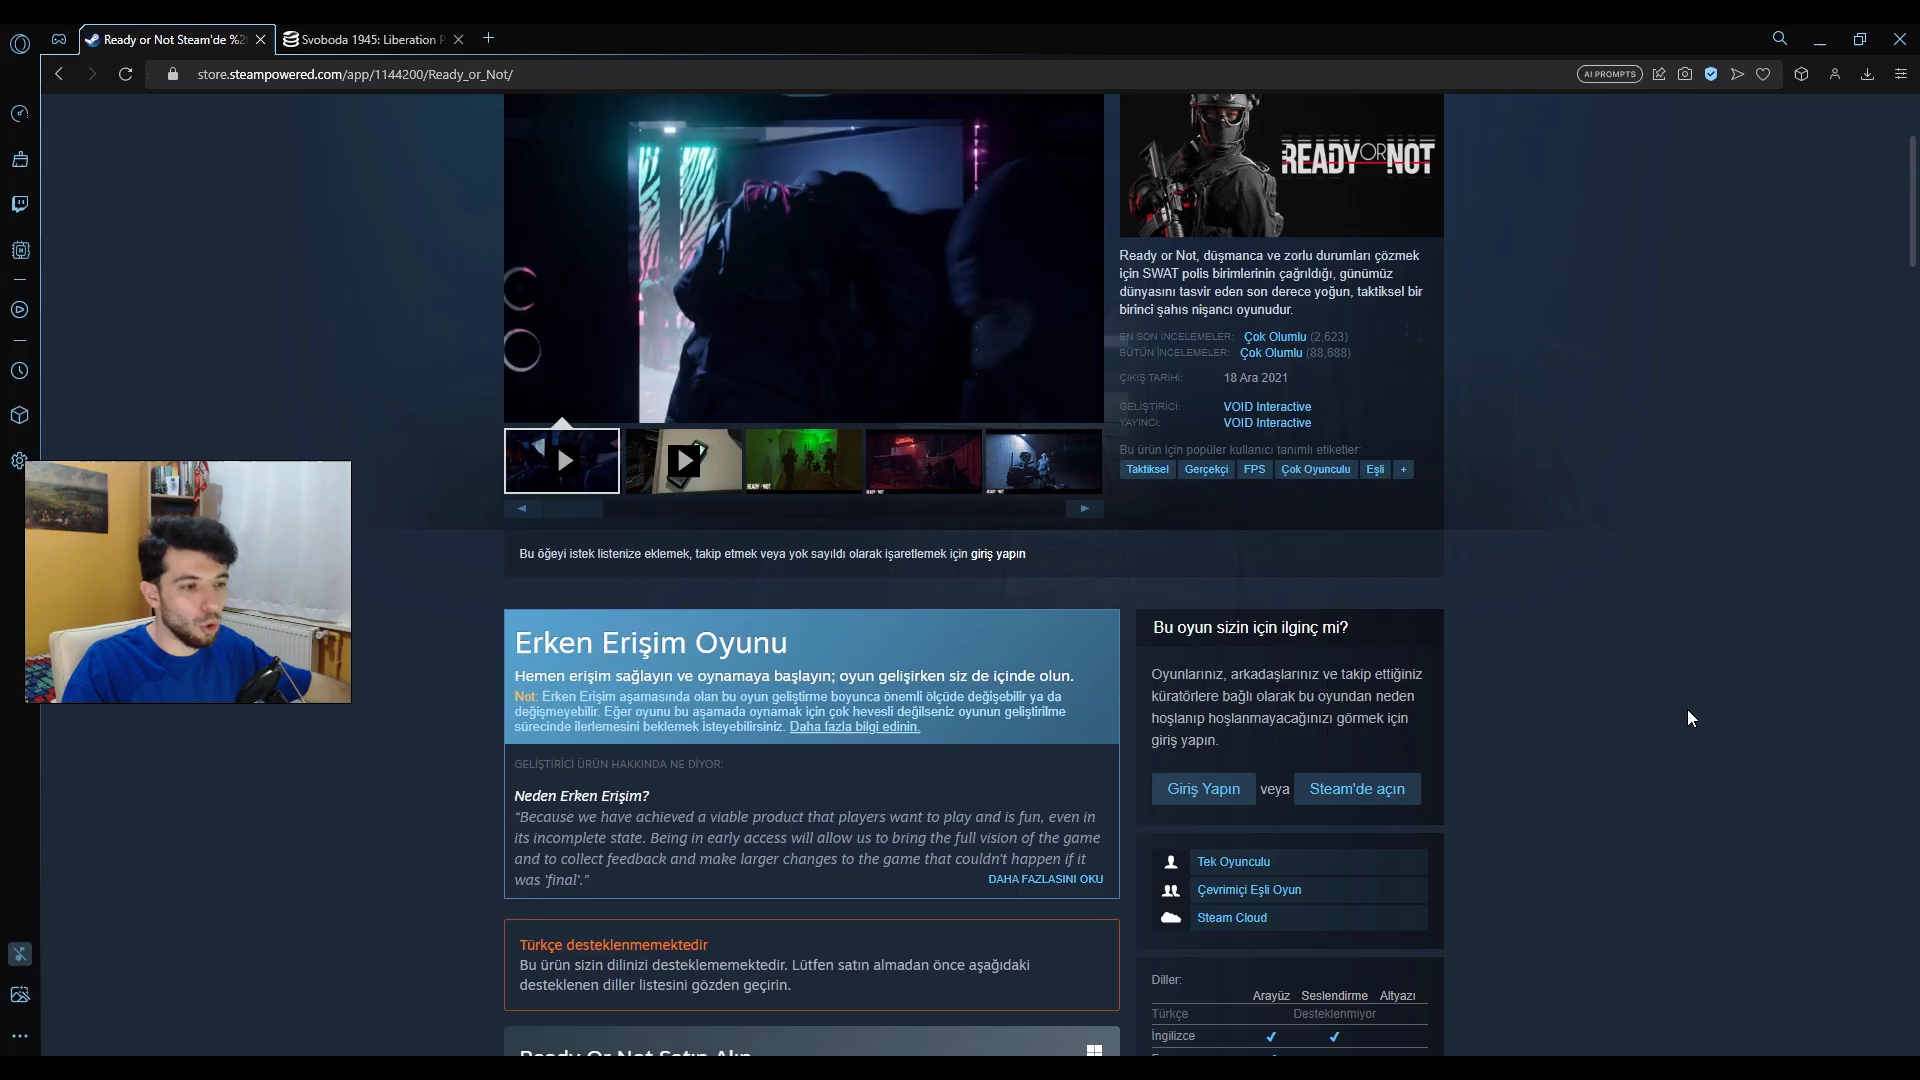 Ready or Not Steam'de %2
Svoboda 1945: Liberation
store.steampowered.com/app/1144200/Ready_or_Not/
AI PROMPTS
READY OR NOT
Ready or Not, düşmanca ve zorlu durumları çözmek
için SWAT polis birimlerinin çağrıldığı, günümüz
dünyasını tasvir eden son derece yoğun, taktiksel bir
birinci şahıs nişancı oyunudur.
EN SON İNCELEMELER: Çok Olumlu (2,623)
BÜTÜN İNCELEMELER: Çok Olumlu (88,688)
ÇIKIŞ TARİHİ: 18 Ara 2021
GELİŞTİRİCİ: VOID Interactive
YAYINCI: VOID Interactive
Bu ürün için popüler kullanıcı tanımlı etiketler:
Taktiksel Gerçekçi FPS Çok Oyunculu Eşli +
Bu öğeyi istek listenize eklemek, takip etmek veya yok sayıldı olarak işaretlemek için giriş yapın
Erken Erişim Oyunu
Hemen erişim sağlayın ve oynamaya başlayın; oyun gelişirken siz de içinde olun.
Not: Erken Erişim aşamasında olan bu oyun geliştirme boyunca önemli ölçüde değişebilir ya da
değişmeyebilir. Eğer oyunu bu aşamada oynamak için çok hevesli değilseniz oyunun geliştirilme
sürecinde ilerlemesini beklemek isteyebilirsiniz. Daha fazla bilgi edinin.
GELİŞTİRİCİ ÜRÜN HAKKINDA NE DİYOR:
Neden Erken Erişim?
“Because we have achieved a viable product that players want to play and is fun, even in
its incomplete state. Being in early access will allow us to bring the full vision of the game
and to collect feedback and make larger changes to the game that couldn't happen if it
was 'final'.”
DAHA FAZLASINI OKU
Türkçe desteklenmemektedir
Bu ürün sizin dilinizi desteklememektedir. Lütfen satın almadan önce aşağıdaki
desteklenen diller listesini gözden geçirin.
Ready Or Not Satın Alın
Bu oyun sizin için ilginç mi?
Oyunlarınız, arkadaşlarınız ve takip ettiğiniz
küratörlere bağlı olarak bu oyundan neden
hoşlanıp hoşlanmayacağınızı görmek için
giriş yapın.
Giriş Yapın veya Steam'de açın
Tek Oyunculu
Çevrimiçi Eşli Oyun
Steam Cloud
Diller:
Arayüz Seslendirme Altyazı
Türkçe Desteklenmiyor
İngilizce ✔ ✔